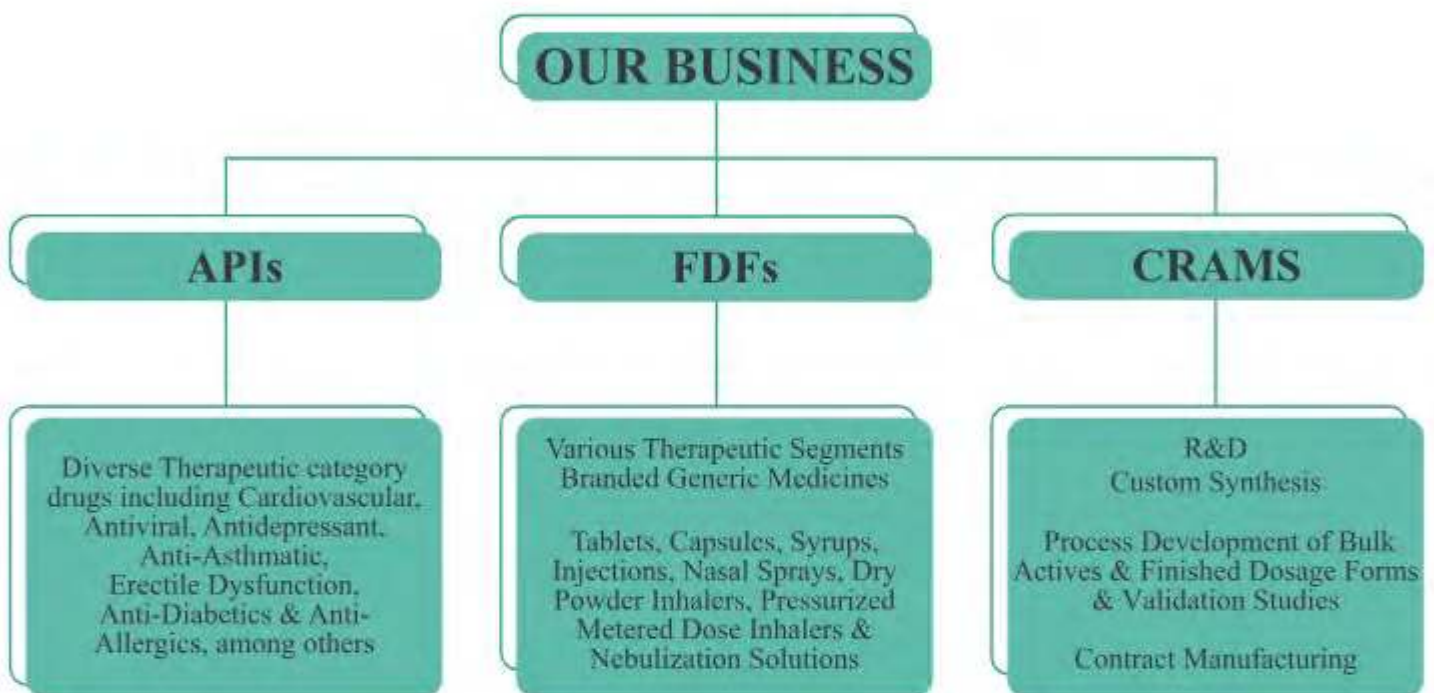 OUR BUSINESS
APIs
FDFs
CRAMS
Diverse Therapeutic category
drugs including Cardiovascular,
Antiviral, Antidepressant,
Anti-Asthmatic,
Erectile Dysfunction,
Anti-Diabetics & Anti-
Allergics, among others
Various Therapeutic Segments
Branded Generic Medicines
Tablets, Capsules, Syrups,
Injections, Nasal Sprays, Dry
Powder Inhalers, Pressurized
Metered Dose Inhalers &
Nebulization Solutions
R&D
Custom Synthesis
Process Development of Bulk
Actives & Finished Dosage Forms
& Validation Studies
Contract Manufacturing